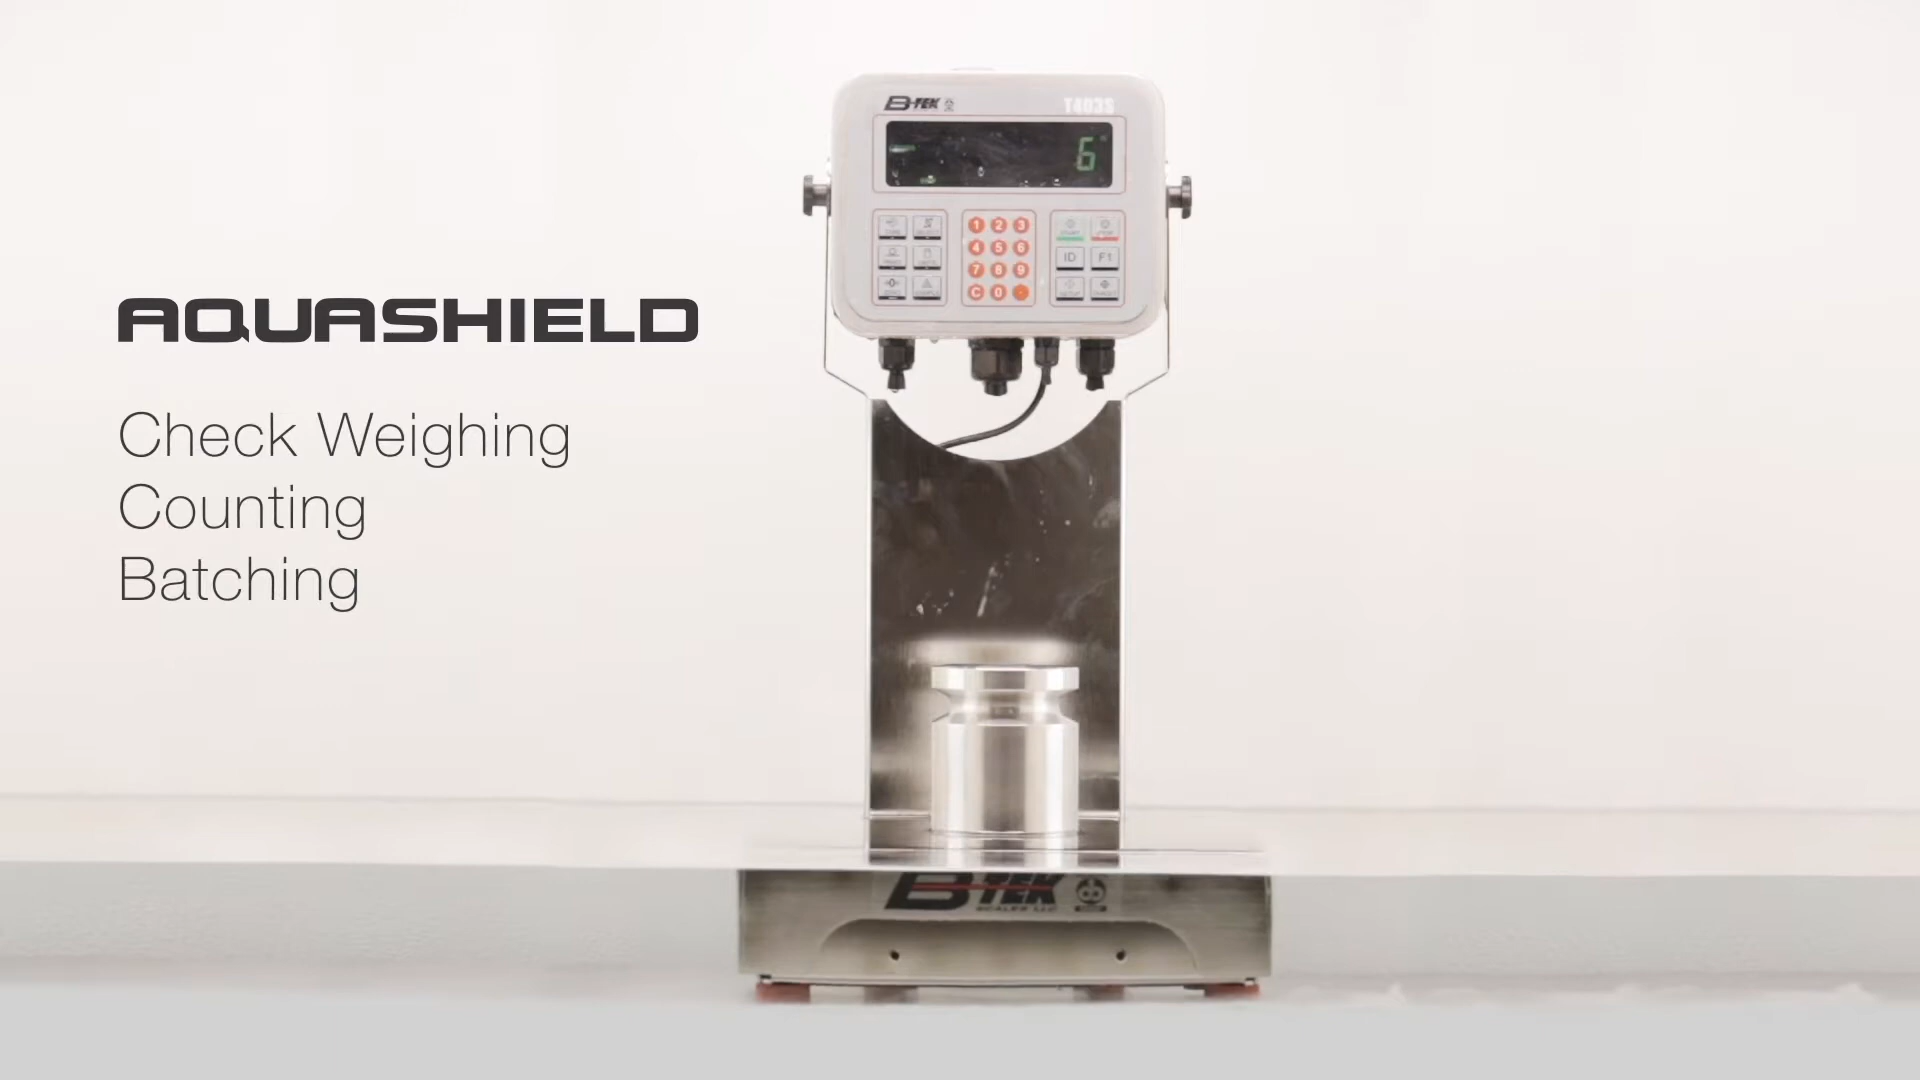 AQUASHIELD
Check Weighing
Counting
Batching
B-TEK
T403S
6
1 2 3
4 5 6
7 8 9
C 0
ID F1
B-TEK
SCALES LLC